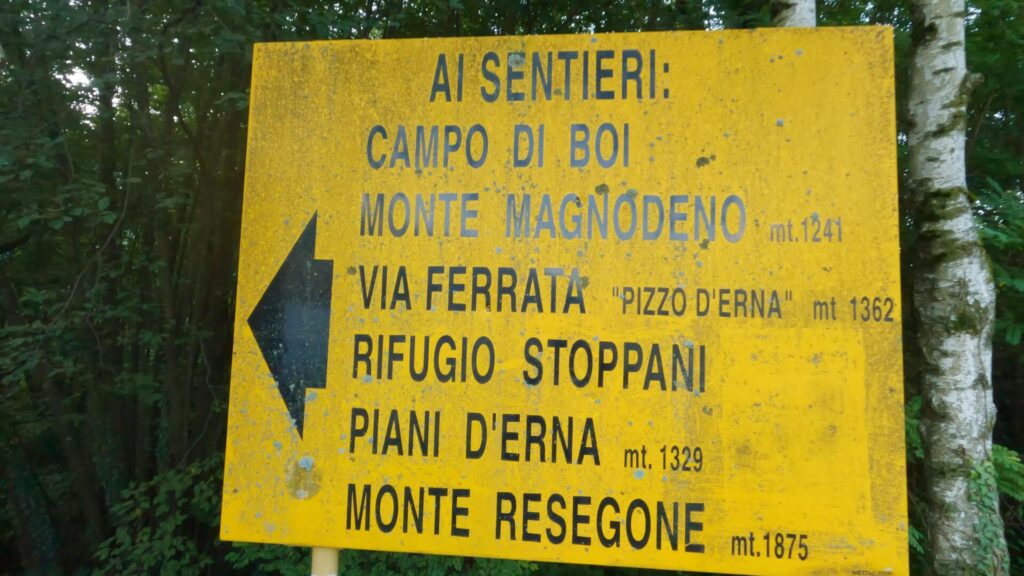 AI SENTIERI:
CAMPO DI BOI
MONTE MAGNODENO mt.1241
VIA FERRATA "PIZZO D'ERNA" mt 1362
RIFUGIO STOPPANI
PIANI D'ERNA mt. 1329
MONTE RESEGONE mt.1875